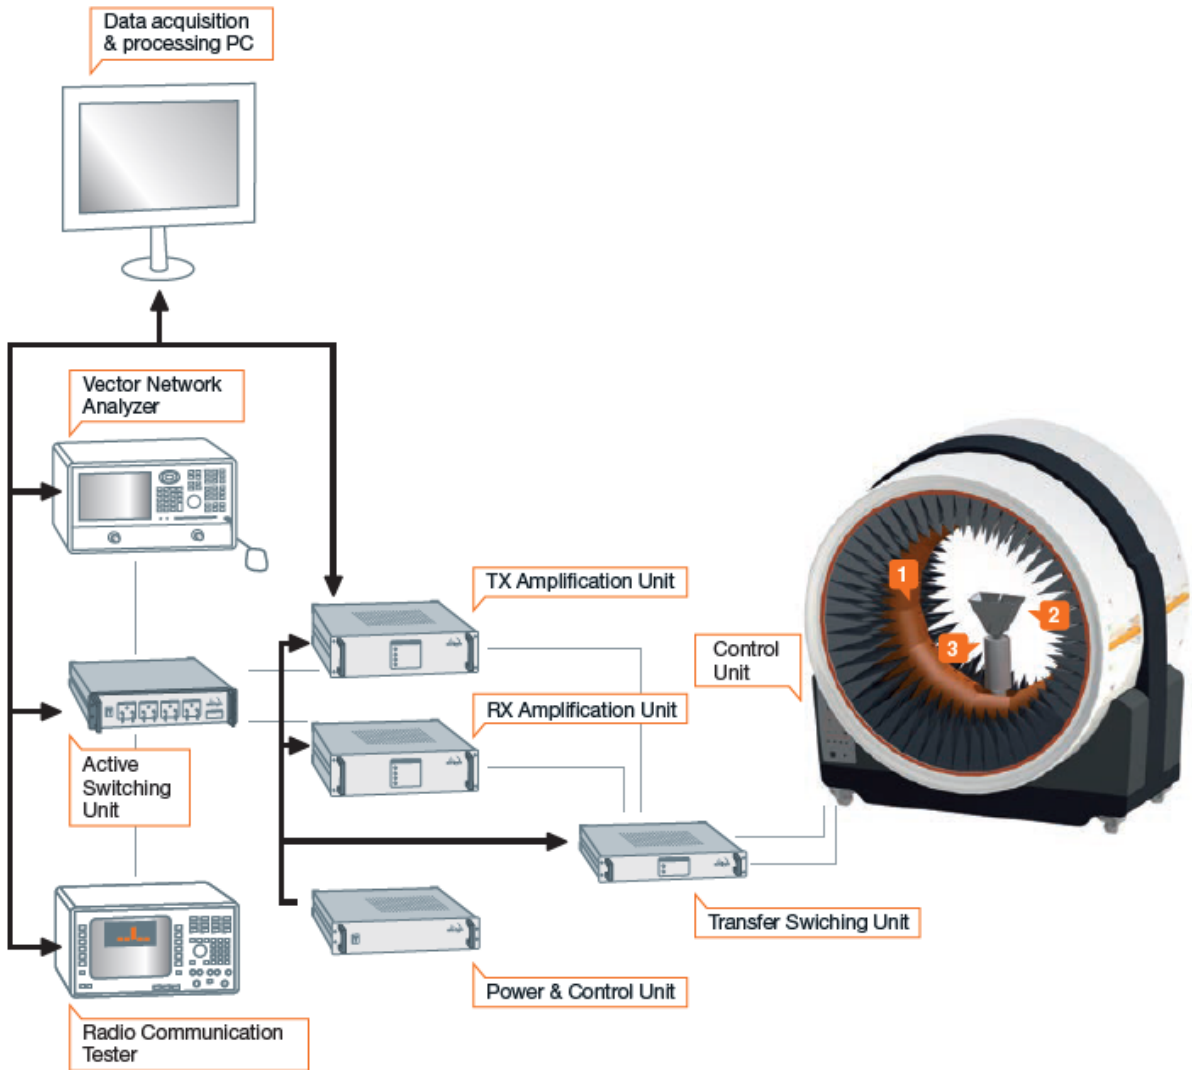 Data acquisition
& processing PC
Vector Network
Analyzer
TX Amplification Unit
1
2
3
Control
Unit
RX Amplification Unit
Active
Switching
Unit
Transfer Swiching Unit
Power & Control Unit
Radio Communication
Tester